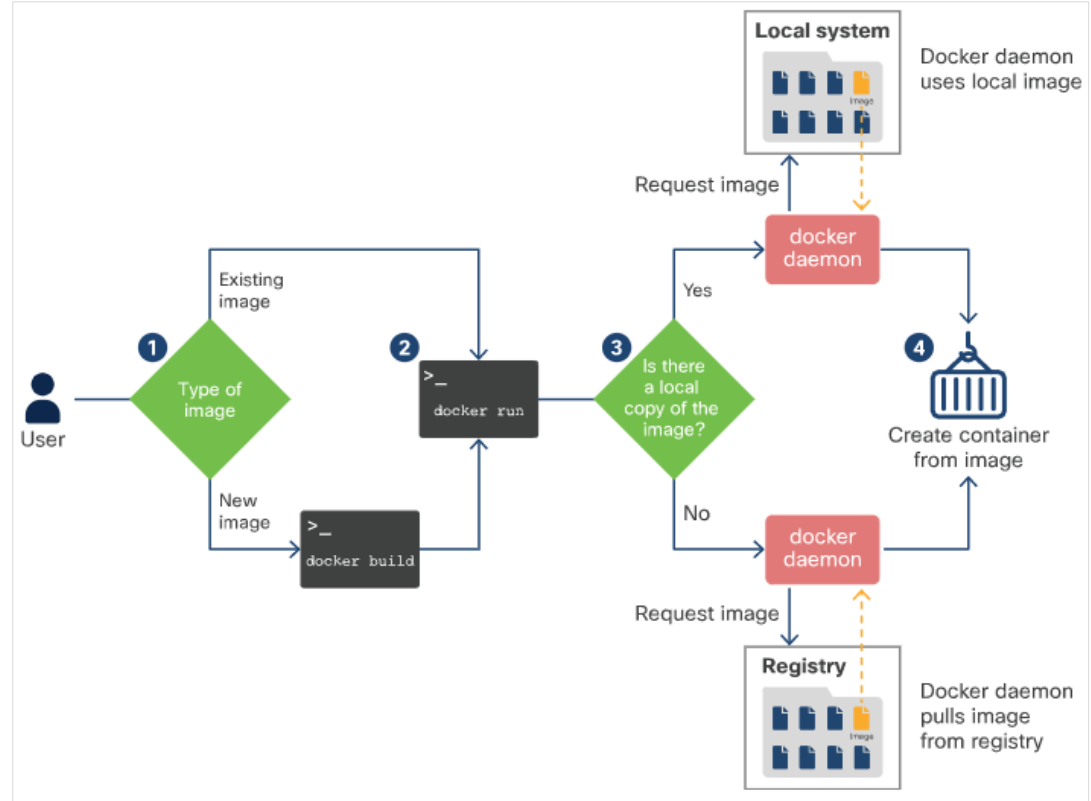 Local system
Image
Docker daemon
uses local image
Request image
docker
daemon
Existing
image
Yes
1
Type of
image
User
2
>_
docker run
3
Is there
a local
copy of the
image?
4
Create container
from image
New
image
>_
docker build
No
docker
daemon
Request image
Registry
Image
Docker daemon
pulls image
from registry